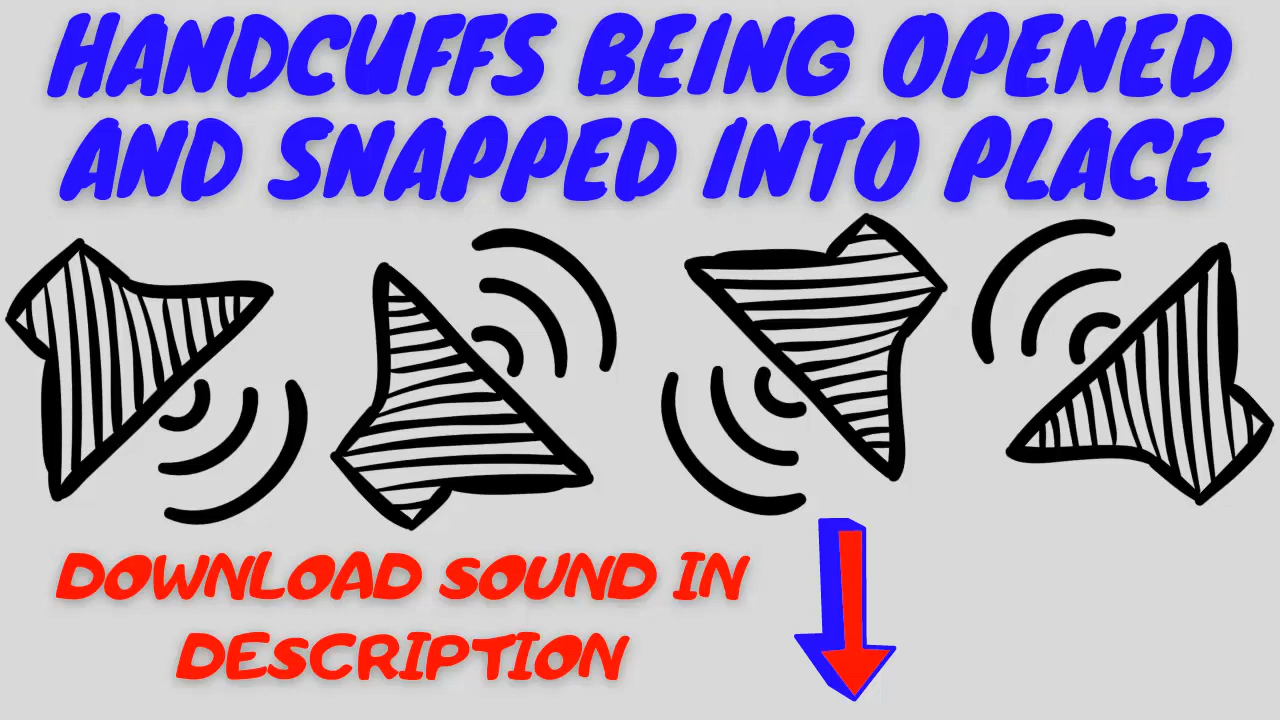 HANDCUFFS BEING OPENED
AND SNAPPED INTO PLACE
DOWNLOAD SOUND IN
DESCRIPTION